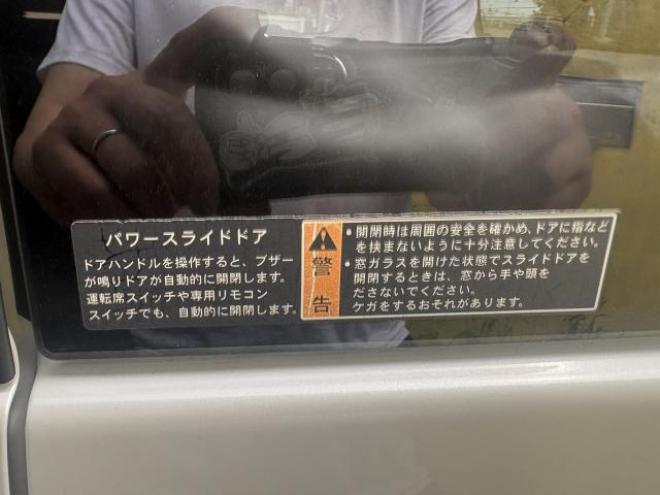 パワースライドドア
ドアハンドルを操作すると、ブザー
が鳴りドアが自動的に開閉します。
運転席スイッチや専用リモコン
スイッチでも、自動的に開閉します。
警告
・開閉時は周囲の安全を確かめ、ドアに指など
を挟まないように十分注意してください。
・窓ガラスを開けた状態でスライドドアを
開閉するときは、窓から手や頭を
ださないでください。
ケガをするおそれがあります。